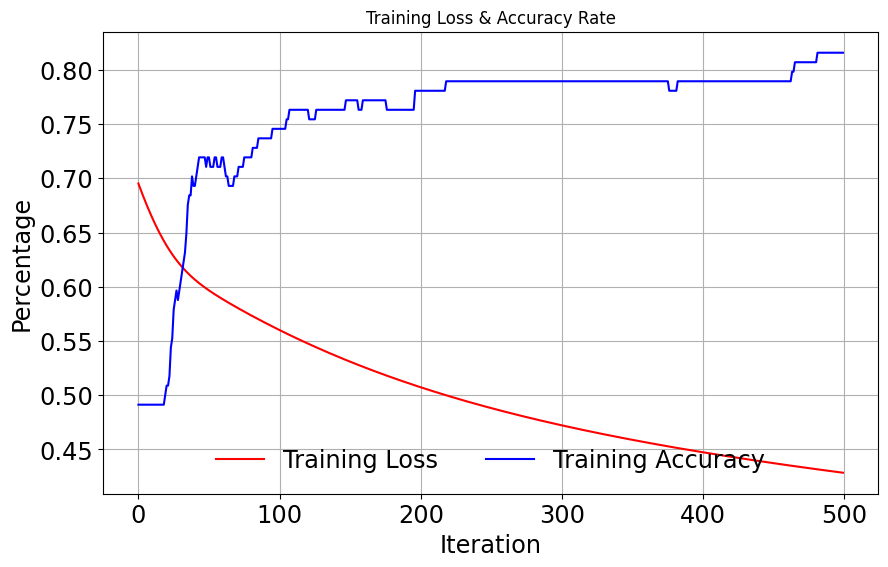 Training Loss & Accuracy Rate
0.80
0.75
0.70
0.65
0.60
0.55
0.50
0.45
Percentage
Training Loss Training Accuracy
0 100 200 300 400 500
Iteration